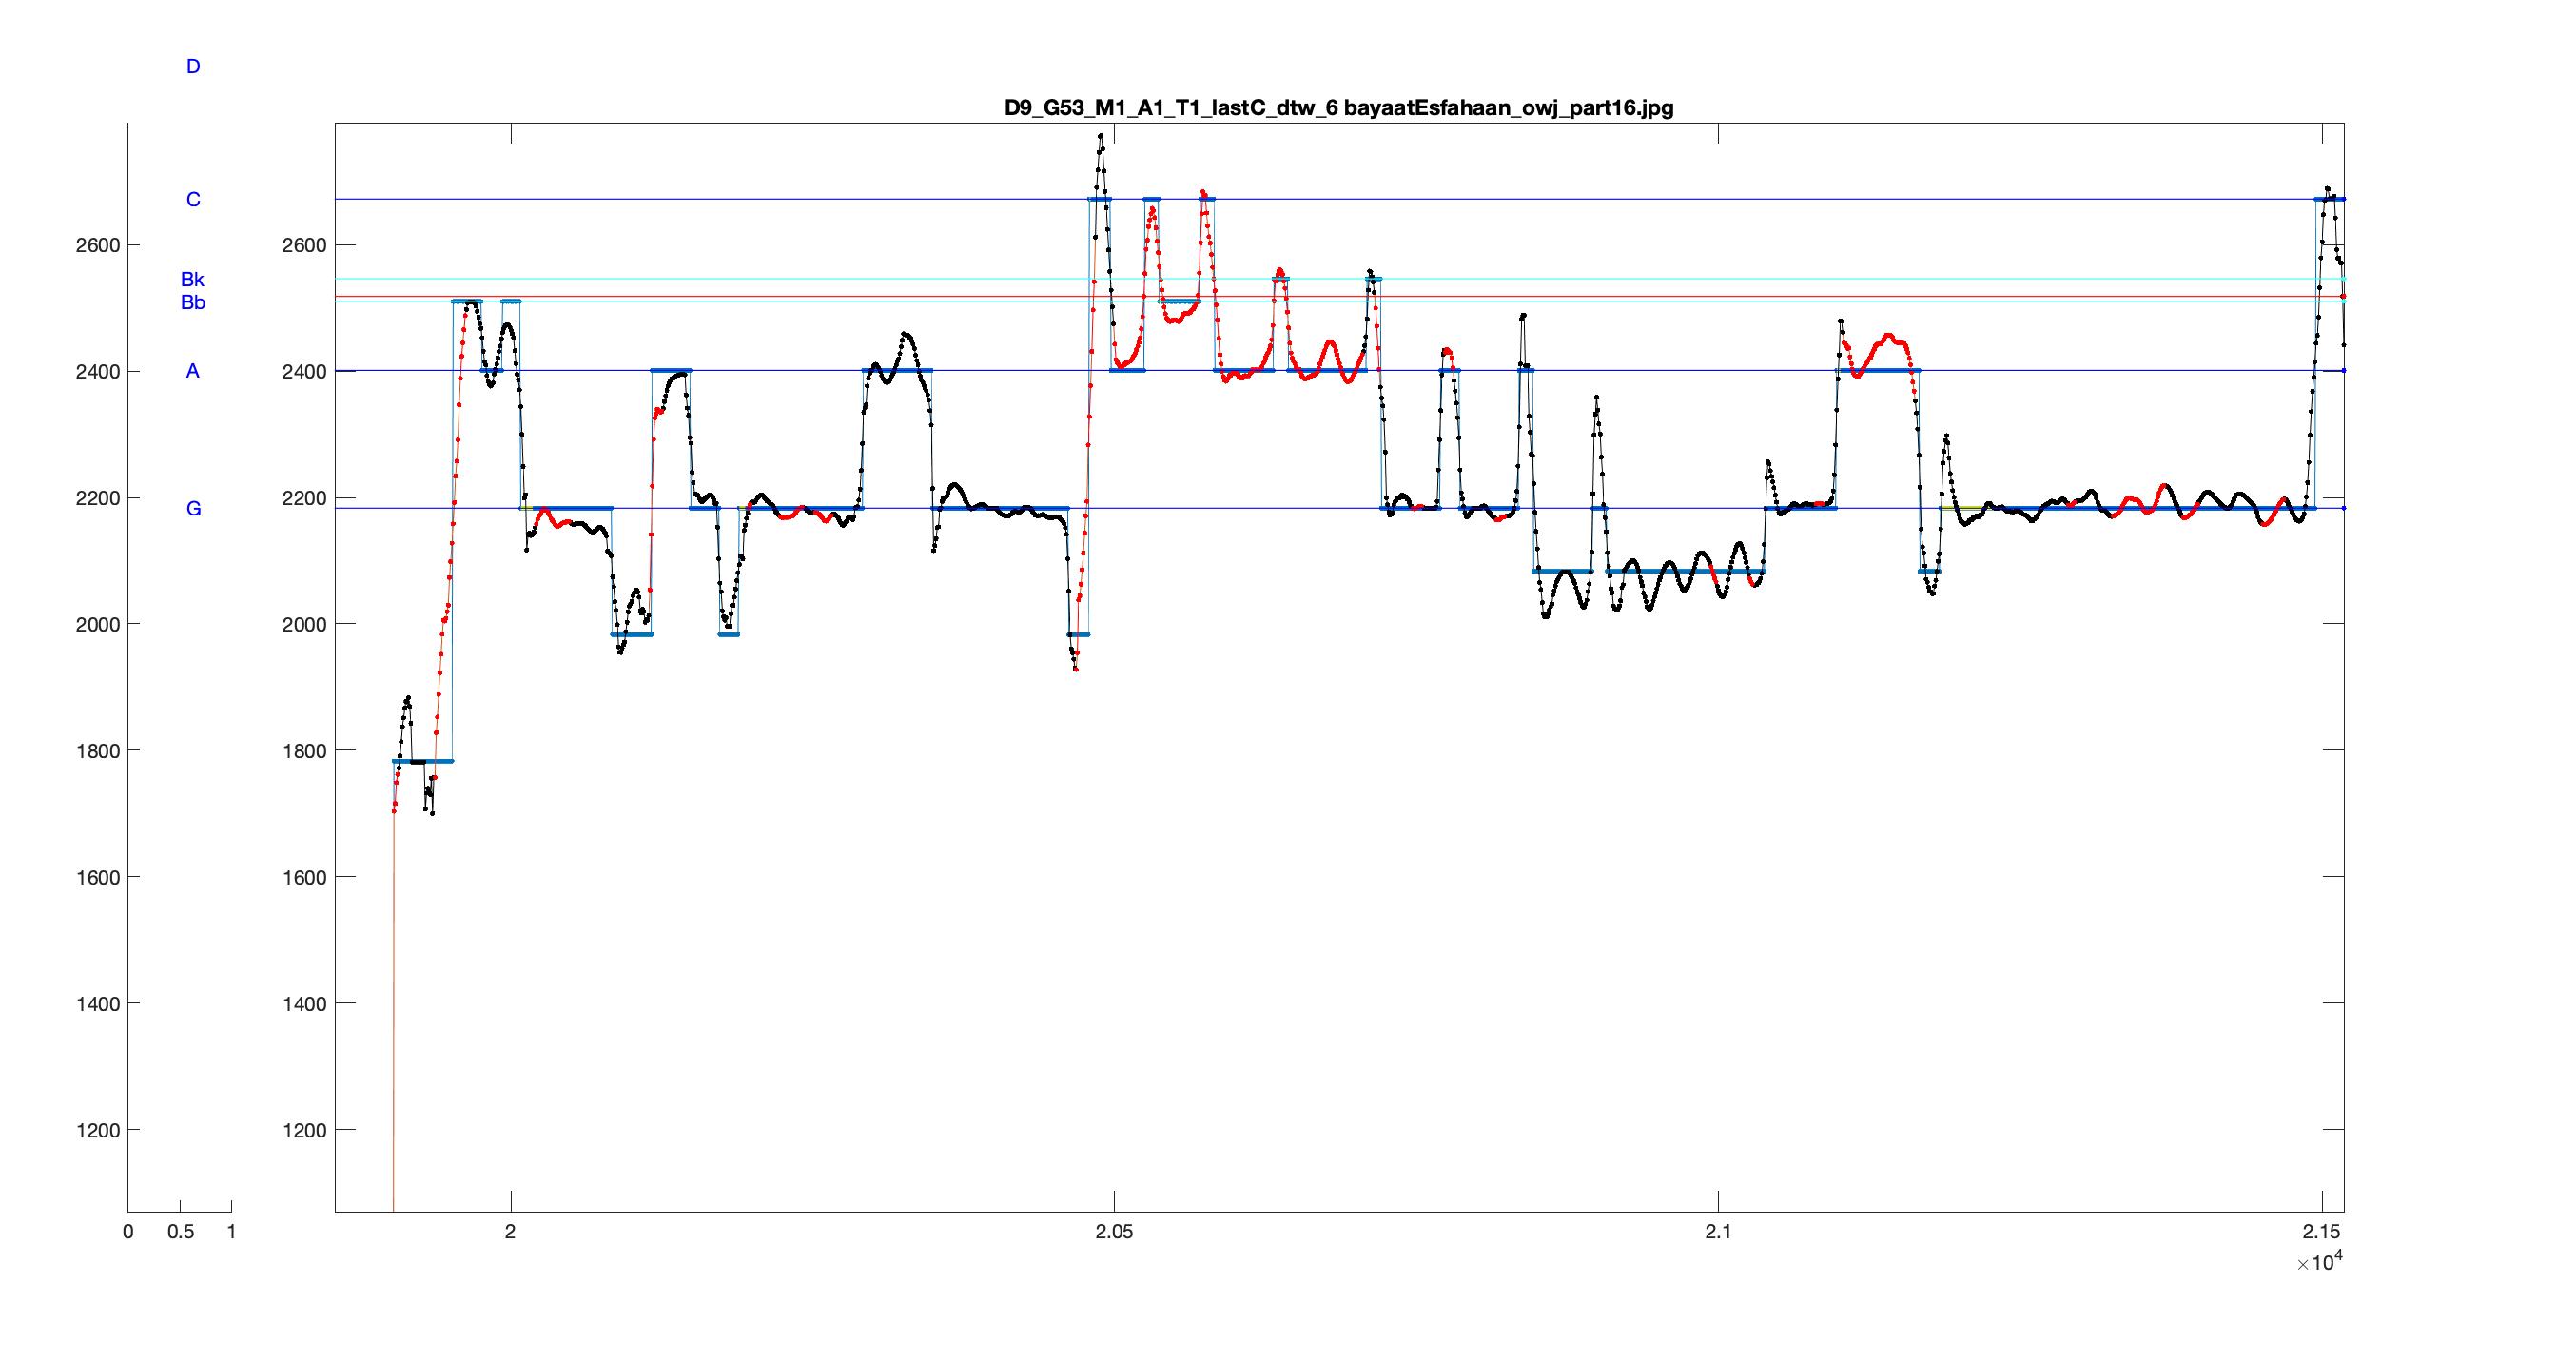 D
D9_G53_M1_A1_T1_lastC_dtw_6 bayaatEsfahaan_owj_part16.jpg
C
2600 2600
Bk
Bb
2400 A 2400
2200 G 2200
2000 2000
1800 1800
1600 1600
1400 1400
1200 1200
0 0.5 1 2 2.05 2.1 2.15
×10⁴